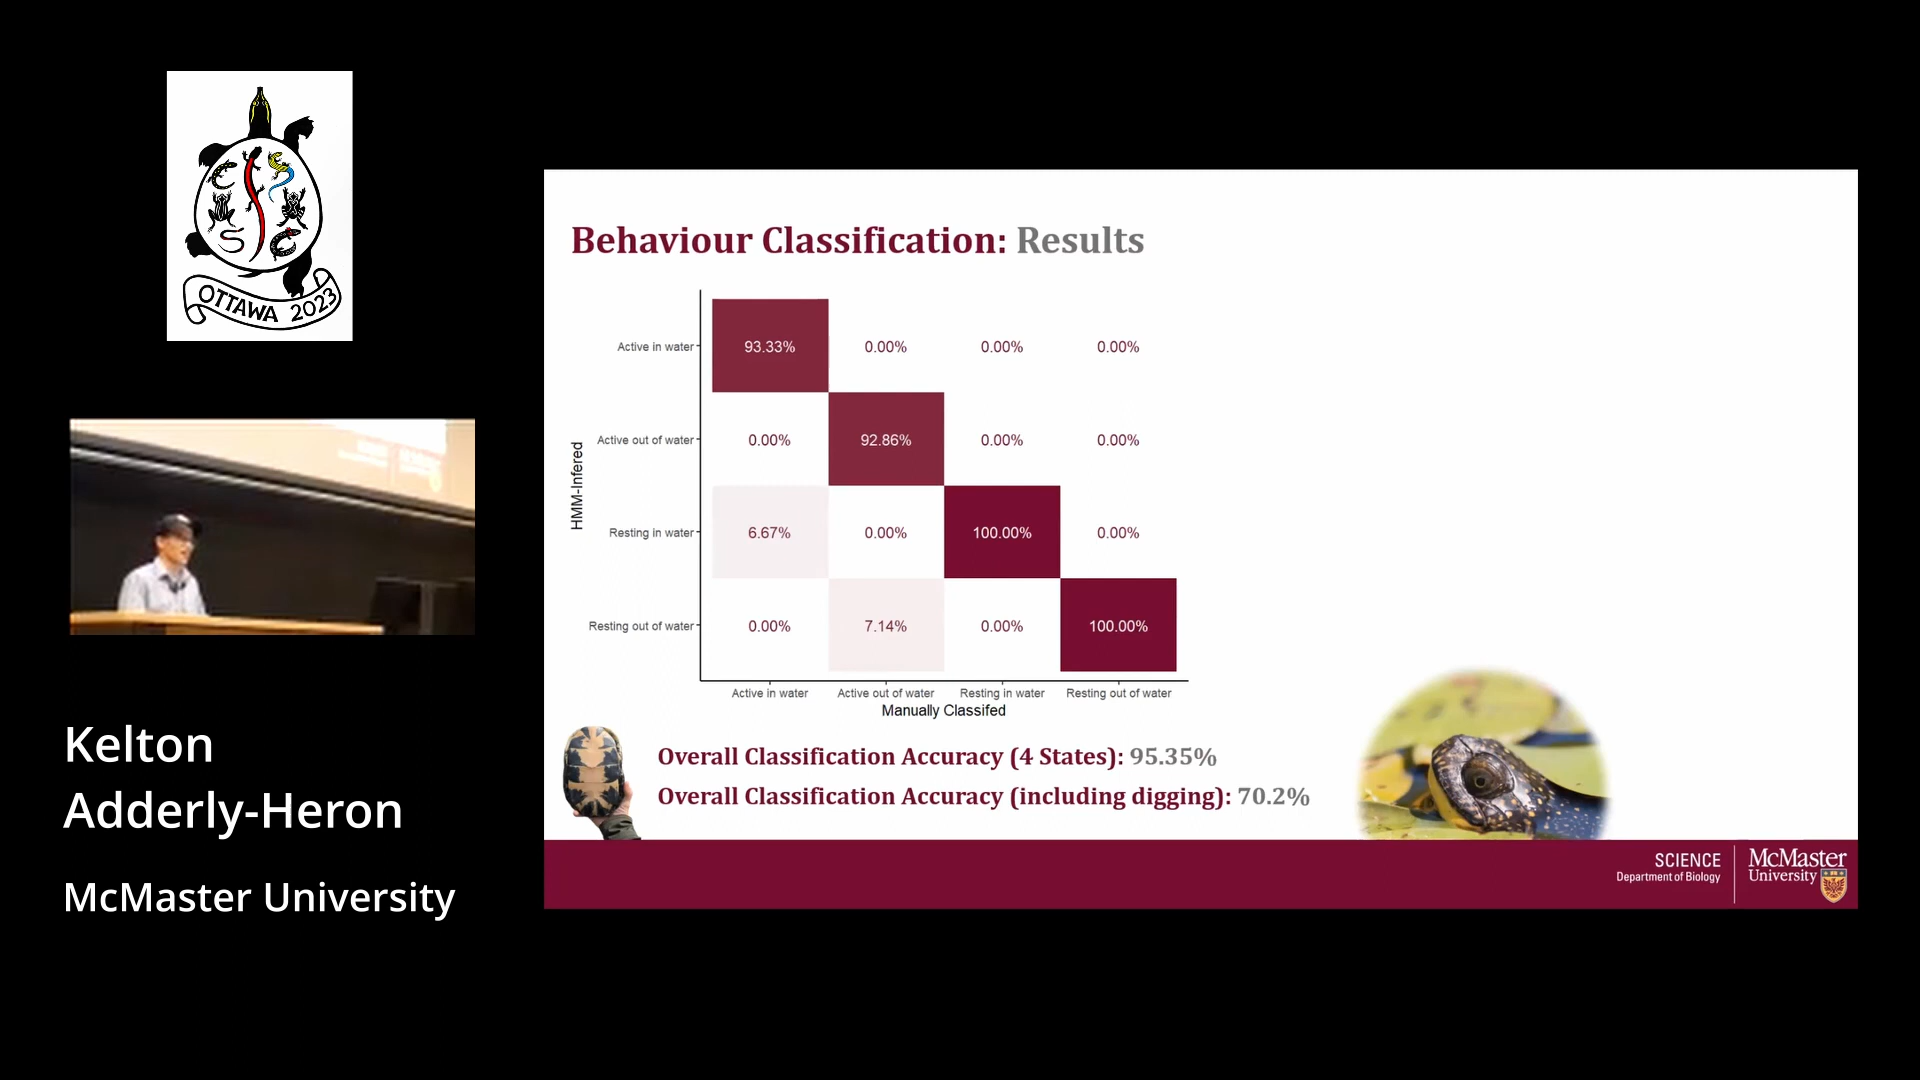 OTTAWA 2023
Kelton
Adderly-Heron
McMaster University
Behaviour Classification: Results
HMM-Infered
Active in water 93.33% 0.00% 0.00% 0.00%
Active out of water 0.00% 92.86% 0.00% 0.00%
Resting in water 6.67% 0.00% 100.00% 0.00%
Resting out of water 0.00% 7.14% 0.00% 100.00%
Active in water Active out of water Resting in water Resting out of water
Manually Classifed
Overall Classification Accuracy (4 States): 95.35%
Overall Classification Accuracy (including digging): 70.2%
SCIENCE
Department of Biology
McMaster
University